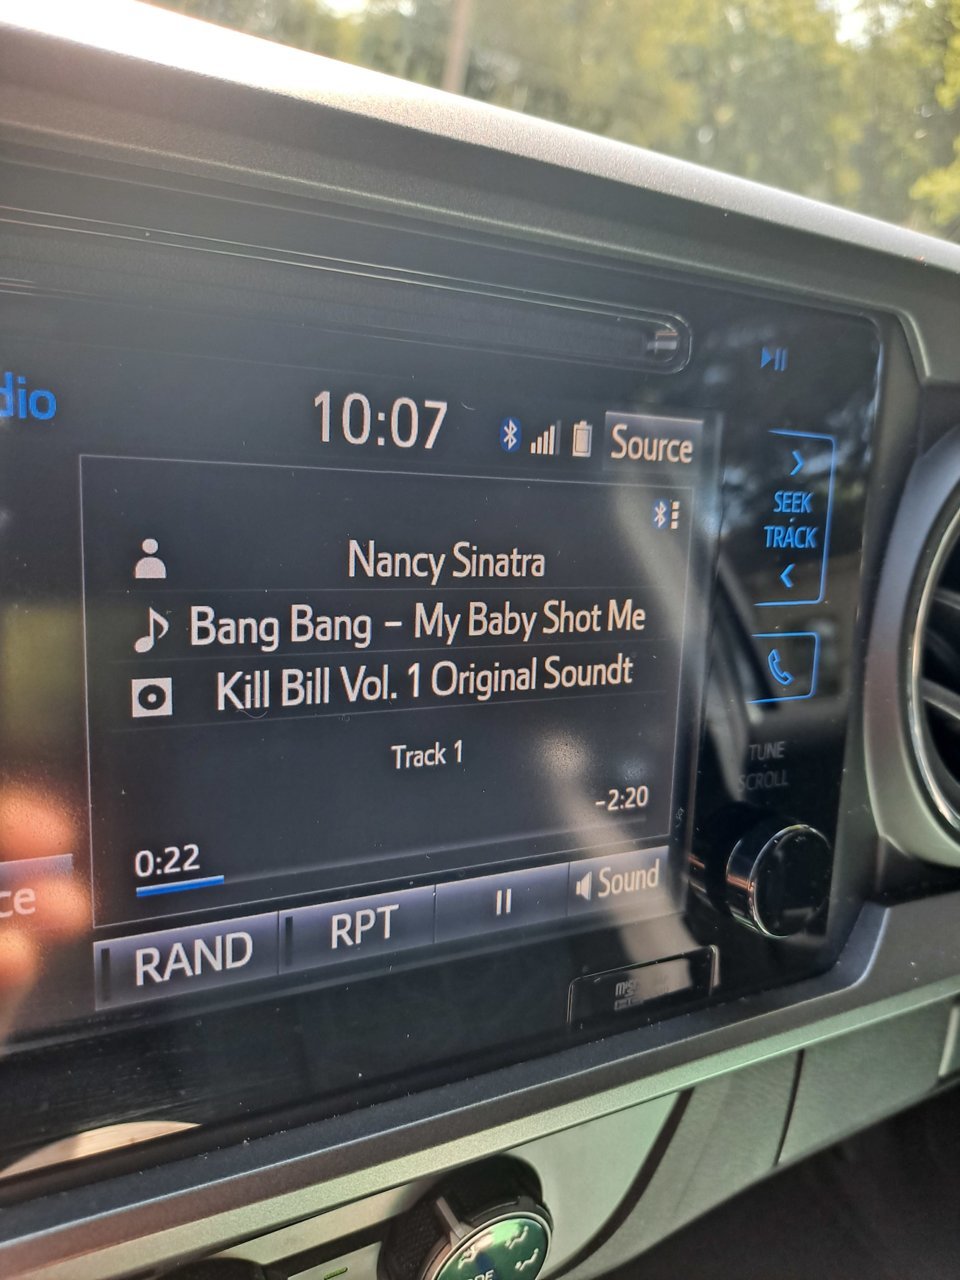 dio
10:07
Source
SEEK
TRACK
Nancy Sinatra
Bang Bang – My Baby Shot Me
Kill Bill Vol. 1 Original Soundt
Track 1
TUNE
SCROLL
-2:20
0:22
ce
RAND
RPT
Sound